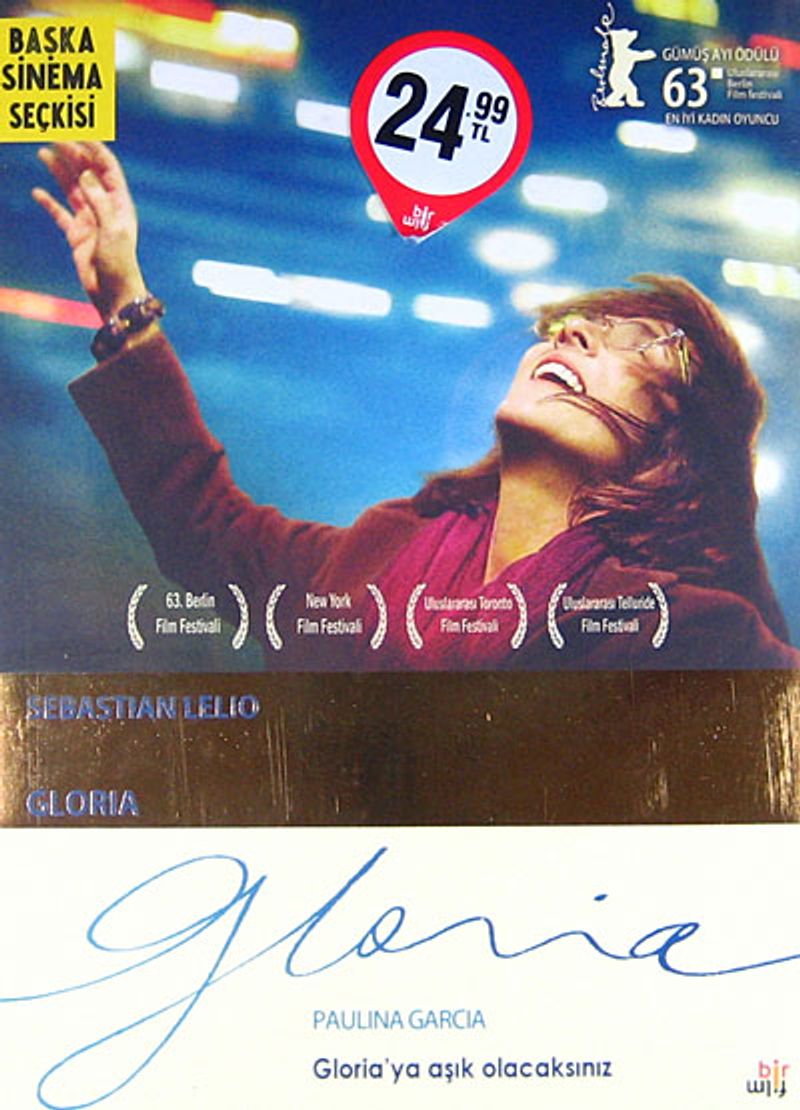 BAŞKA
SİNEMA
SEÇKİSİ
24.99
TL
bir
film
Berlinale
GÜMÜŞ AYI ÖDÜLÜ
63
Uluslararası
Berlin
Film festivali
EN İYİ KADIN OYUNCU
63. Berlin
Film Festivali
New York
Film Festivali
Uluslararası Toronto
Film Festivali
Uluslararası Telluride
Film Festivali
SEBASTIAN LELIO
GLORIA
Gloria
PAULINA GARCIA
Gloria'ya aşık olacaksınız
bir
film